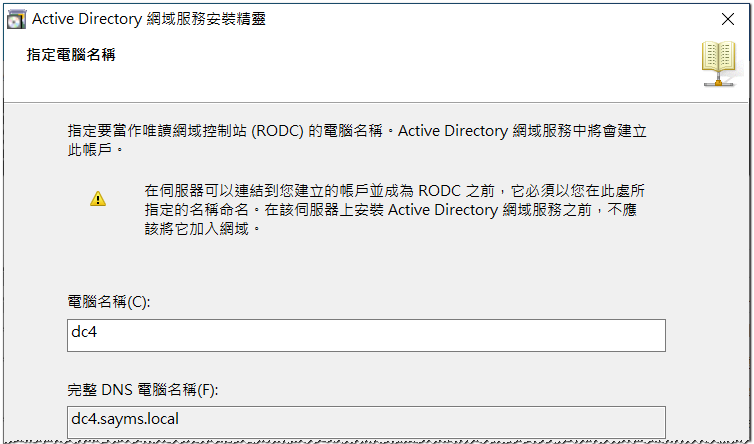 Active Directory 網域服務安裝精靈
指定電腦名稱
指定要當作唯讀網域控制站 (RODC) 的電腦名稱。Active Directory 網域服務中將會建立
此帳戶。
在伺服器可以連結到您建立的帳戶並成為 RODC 之前，它必須以您在此處所
指定的名稱命名。在該伺服器上安裝 Active Directory 網域服務之前，不應
該將它加入網域。
電腦名稱(C):
dc4
完整 DNS 電腦名稱(F):
dc4.sayms.local